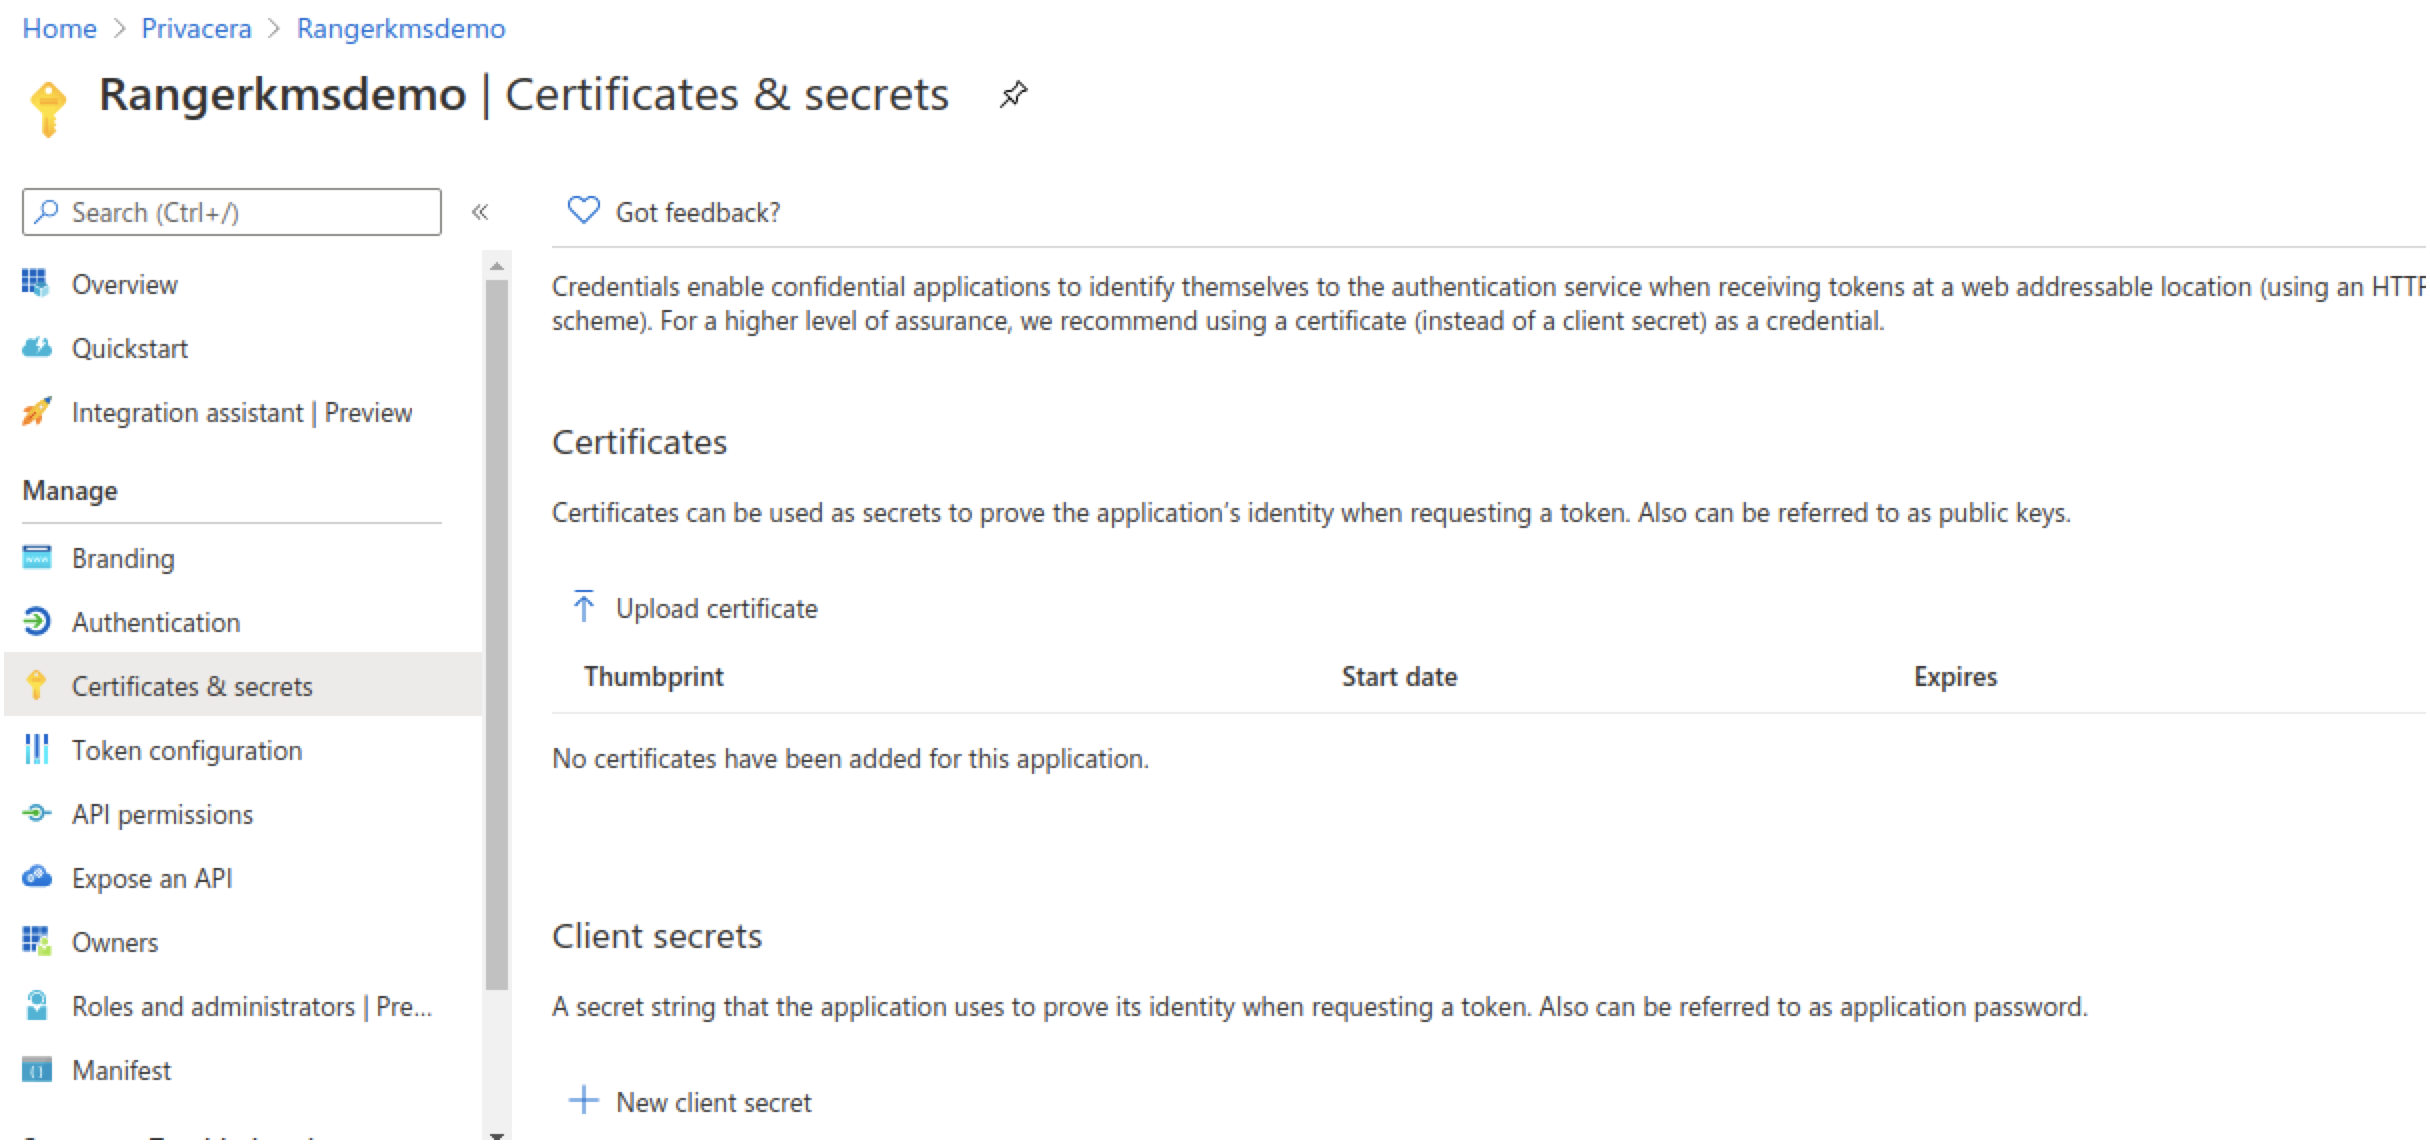 Home > Privacera > Rangerkmsdemo
Rangerkmsdemo | Certificates & secrets
Search (Ctrl+/)
«
Overview
Quickstart
Integration assistant | Preview
Manage
Branding
Authentication
Certificates & secrets
Token configuration
API permissions
Expose an API
Owners
Roles and administrators | Pre...
Manifest
Got feedback?
Credentials enable confidential applications to identify themselves to the authentication service when receiving tokens at a web addressable location (using an HTTP
scheme). For a higher level of assurance, we recommend using a certificate (instead of a client secret) as a credential.
Certificates
Certificates can be used as secrets to prove the application's identity when requesting a token. Also can be referred to as public keys.
Upload certificate
Thumbprint Start date Expires
No certificates have been added for this application.
Client secrets
A secret string that the application uses to prove its identity when requesting a token. Also can be referred to as application password.
New client secret